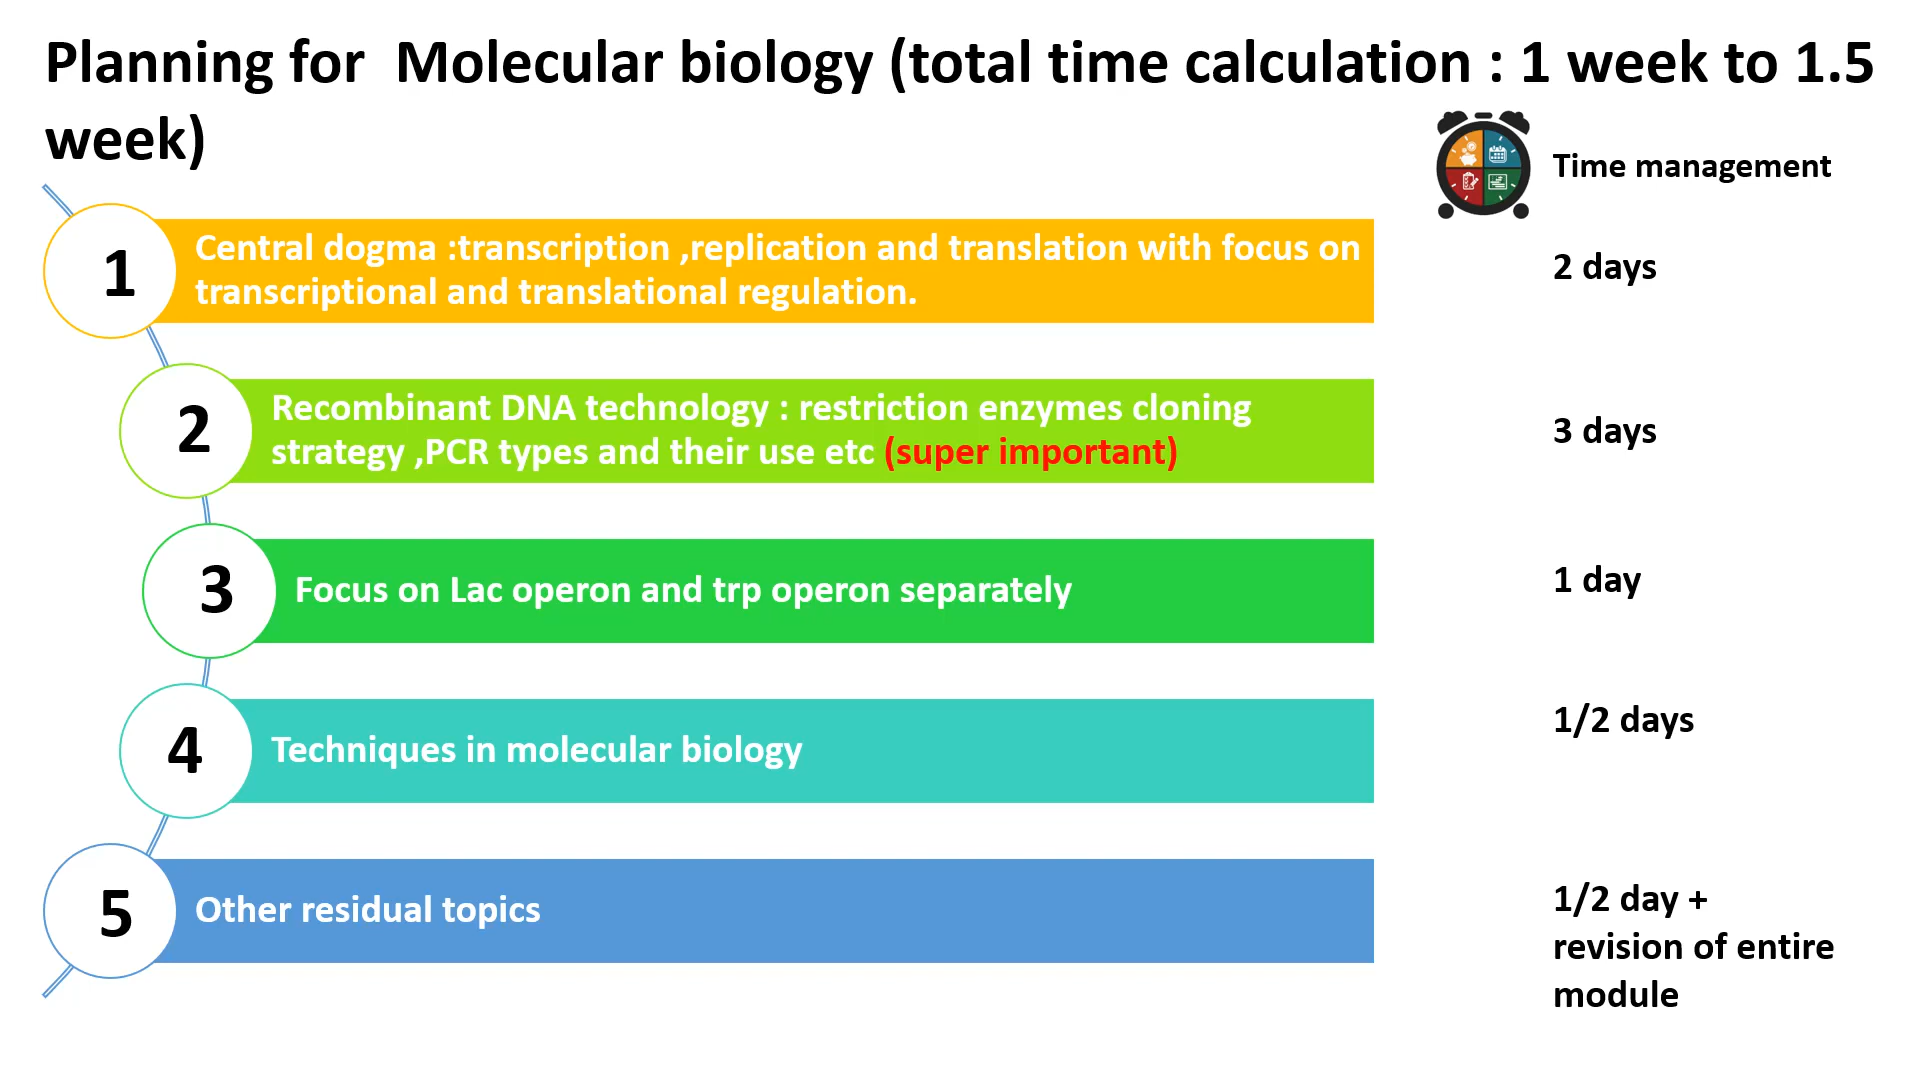 Planning for  Molecular biology (total time calculation : 1 week to 1.5
week)
Time management
1
Central dogma :transcription ,replication and translation with focus on
transcriptional and translational regulation.
2 days
2
Recombinant DNA technology : restriction enzymes cloning
strategy ,PCR types and their use etc (super important)
3 days
3
Focus on Lac operon and trp operon separately
1 day
4
Techniques in molecular biology
1/2 days
5
Other residual topics
1/2 day +
revision of entire
module